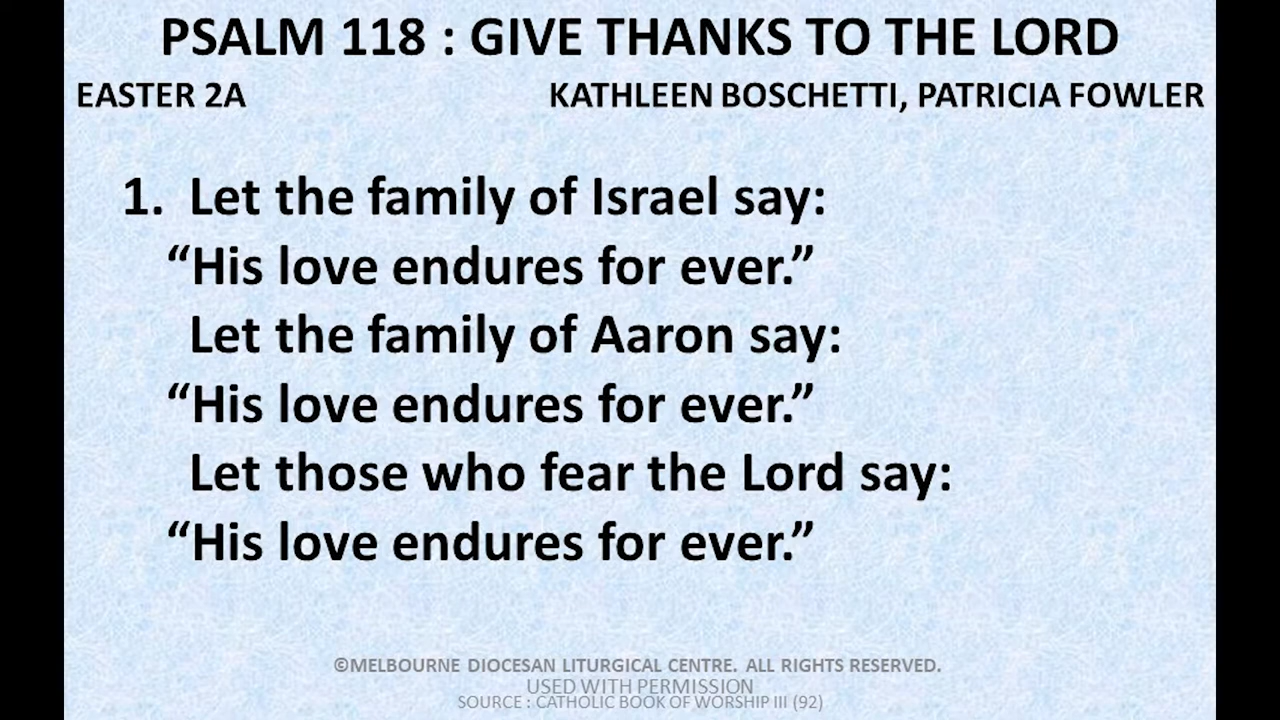 PSALM 118 : GIVE THANKS TO THE LORD
EASTER 2A KATHLEEN BOSCHETTI, PATRICIA FOWLER
1. Let the family of Israel say:
“His love endures for ever.”
Let the family of Aaron say:
“His love endures for ever.”
Let those who fear the Lord say:
“His love endures for ever.”
©MELBOURNE DIOCESAN LITURGICAL CENTRE. ALL RIGHTS RESERVED.
USED WITH PERMISSION
SOURCE : CATHOLIC BOOK OF WORSHIP III (92)